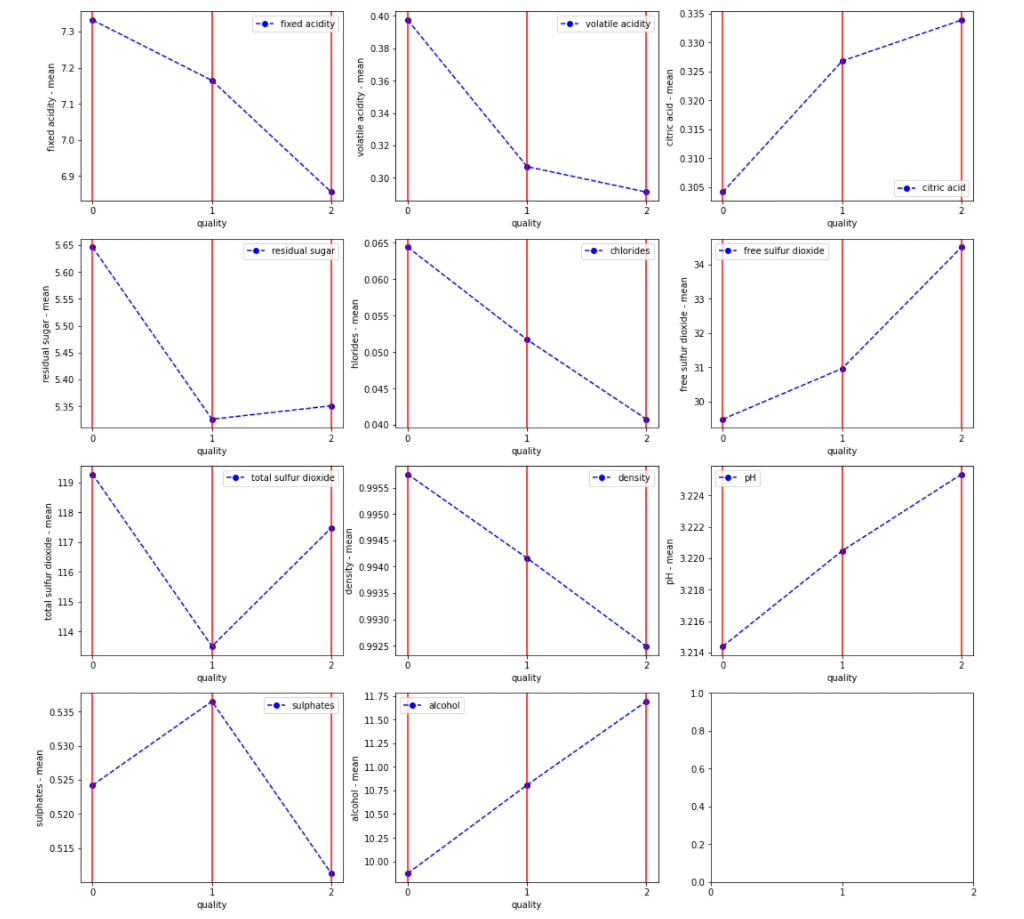 fixed acidity
7.3
7.2
7.1
7.0
6.9
fixed acidity - mean
0 1 2
quality
volatile acidity
0.40
0.38
0.36
0.34
0.32
0.30
volatile acidity - mean
0 1 2
quality
citric acid
0.335
0.330
0.325
0.320
0.315
0.310
0.305
citric acid - mean
0 1 2
quality
residual sugar
5.65
5.60
5.55
5.50
5.45
5.40
5.35
residual sugar - mean
0 1 2
quality
chlorides
0.065
0.060
0.055
0.050
0.045
0.040
hlorides - mean
0 1 2
quality
free sulfur dioxide
34
33
32
31
30
free sulfur dioxide - mean
0 1 2
quality
total sulfur dioxide
119
118
117
116
115
114
total sulfur dioxide - mean
0 1 2
quality
density
0.9955
0.9950
0.9945
0.9940
0.9935
0.9930
0.9925
density - mean
0 1 2
quality
pH
3.224
3.222
3.220
3.218
3.216
3.214
pH - mean
0 1 2
quality
sulphates
0.535
0.530
0.525
0.520
0.515
sulphates - mean
0 1 2
quality
alcohol
11.75
11.50
11.25
11.00
10.75
10.50
10.25
10.00
alcohol - mean
0 1 2
quality
1.0
0.8
0.6
0.4
0.2
0.0
0 1 2